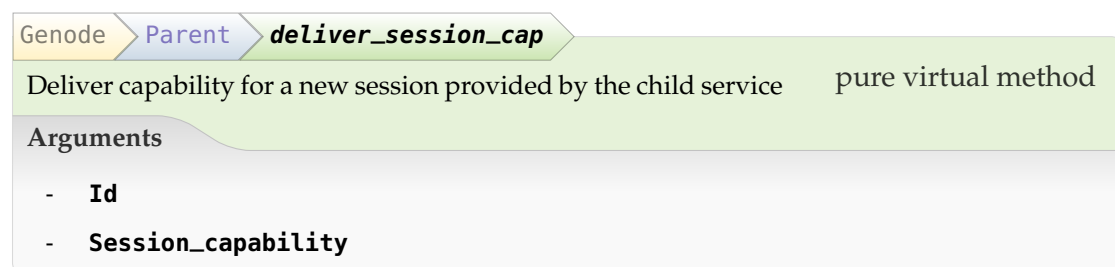 Genode Parent deliver_session_cap
Deliver capability for a new session provided by the child service pure virtual method
Arguments
- Id
- Session_capability